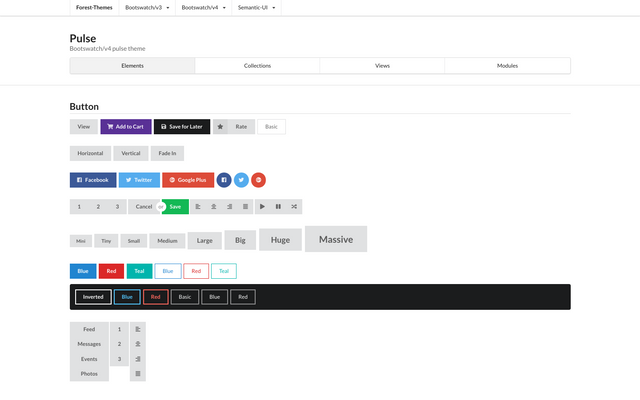 Forest-Themes Bootswatch/v3 Bootswatch/v4 Semantic-UI
Pulse
Bootswatch/v4 pulse theme
Elements Collections Views Modules
Button
View Add to Cart Save for Later Rate Basic
Horizontal Vertical Fade In
Facebook Twitter Google Plus
1 2 3 Cancel or Save
Mini Tiny Small Medium Large Big Huge Massive
Blue Red Teal Blue Red Teal
Inverted Blue Red Basic Blue Red
Feed 1
Messages 2
Events 3
Photos